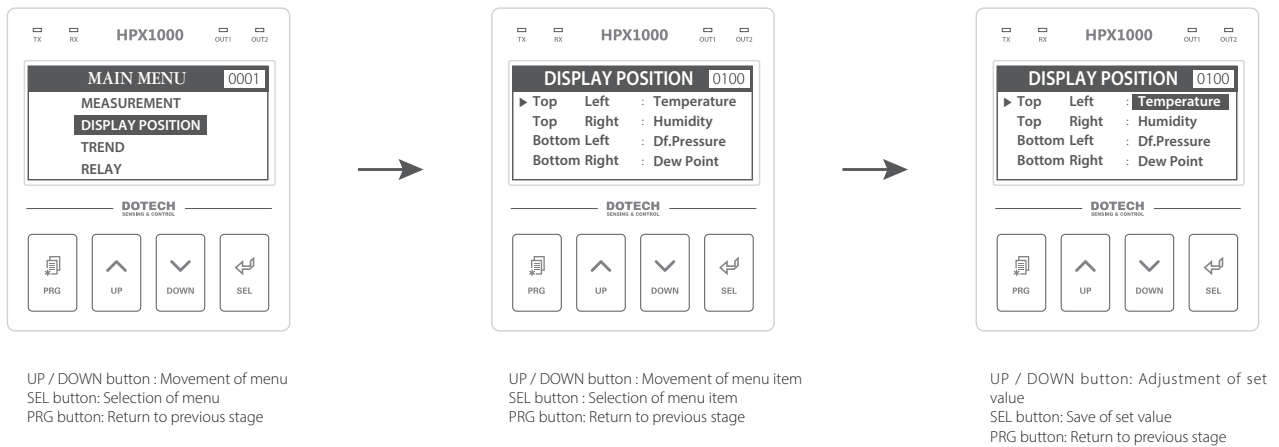 TX RX HPX1000 OUT1 OUT2
MAIN MENU 0001
MEASUREMENT
DISPLAY POSITION
TREND
RELAY
DOTECH
SENSING & CONTROL
PRG UP DOWN SEL
UP / DOWN button : Movement of menu
SEL button: Selection of menu
PRG button: Return to previous stage
TX RX HPX1000 OUT1 OUT2
DISPLAY POSITION 0100
▶ Top Left : Temperature
Top Right : Humidity
Bottom Left : Df.Pressure
Bottom Right : Dew Point
DOTECH
SENSING & CONTROL
PRG UP DOWN SEL
UP / DOWN button : Movement of menu item
SEL button : Selection of menu item
PRG button: Return to previous stage
TX RX HPX1000 OUT1 OUT2
DISPLAY POSITION 0100
▶ Top Left : Temperature
Top Right : Humidity
Bottom Left : Df.Pressure
Bottom Right : Dew Point
DOTECH
SENSING & CONTROL
PRG UP DOWN SEL
UP / DOWN button: Adjustment of set
value
SEL button: Save of set value
PRG button: Return to previous stage